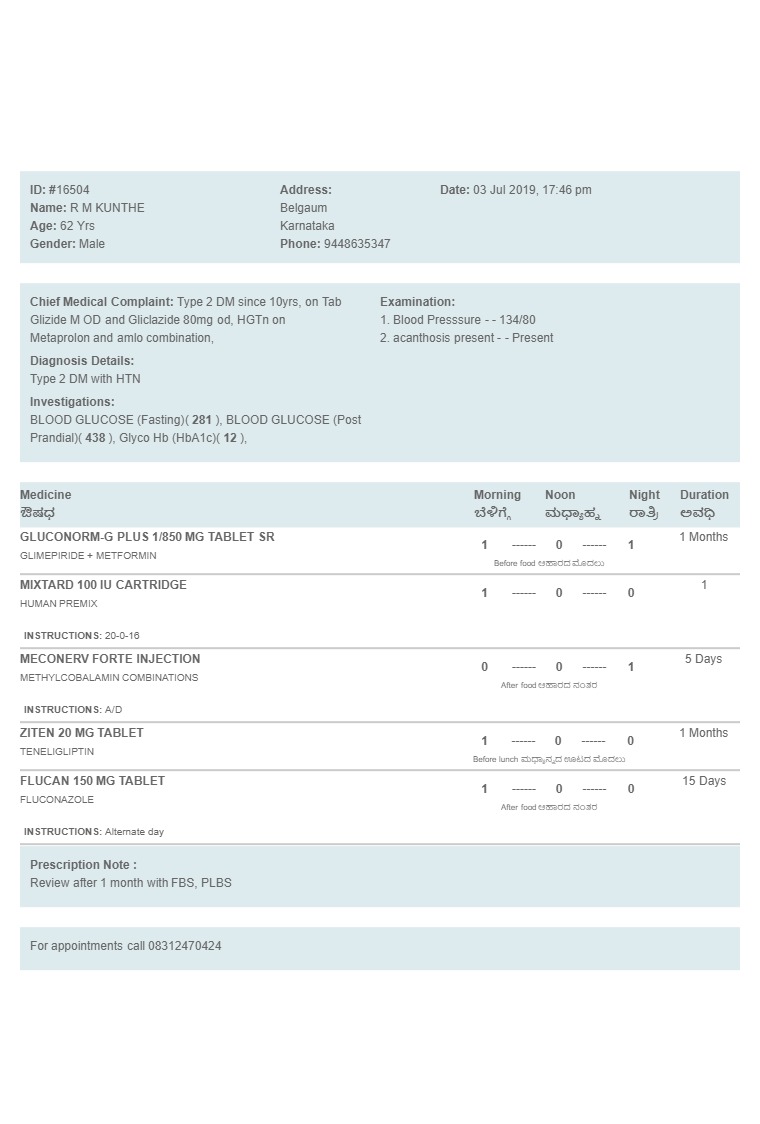 ID: #16504
Name: R M KUNTHE
Age: 62 Yrs
Gender: Male
Address:
Belgaum
Karnataka
Phone: 9448635347
Date: 03 Jul 2019, 17:46 pm
Chief Medical Complaint: Type 2 DM since 10yrs, on Tab
Glizide M OD and Gliclazide 80mg od, HGTn on
Metaprolon and amlo combination,
Diagnosis Details:
Type 2 DM with HTN
Investigations:
BLOOD GLUCOSE (Fasting)( 281 ), BLOOD GLUCOSE (Post
Prandial)( 438 ), Glyco Hb (HbA1c)( 12 ),
Examination:
1. Blood Presssure - - 134/80
2. acanthosis present - - Present
Medicine Morning Noon Night Duration
ಔಷಧ ಬೆಳಿಗ್ಗೆ ಮಧ್ಯಾಹ್ನ ರಾತ್ರಿ ಅವಧಿ
GLUCONORM-G PLUS 1/850 MG TABLET SR 1 ------ 0 ------ 1 1 Months
GLIMEPIRIDE + METFORMIN
Before food ಆಹಾರದ ಮೊದಲು
MIXTARD 100 IU CARTRIDGE 1 ------ 0 ------ 0 1
HUMAN PREMIX
INSTRUCTIONS: 20-0-16
MECONERV FORTE INJECTION 0 ------ 0 ------ 1 5 Days
METHYLCOBALAMIN COMBINATIONS
After food ಆಹಾರದ ನಂತರ
INSTRUCTIONS: A/D
ZITEN 20 MG TABLET 1 ------ 0 ------ 0 1 Months
TENELIGLIPTIN
Before lunch ಮಧ್ಯಾನ್ನದ ಊಟದ ಮೊದಲು
FLUCAN 150 MG TABLET 1 ------ 0 ------ 0 15 Days
FLUCONAZOLE
After food ಆಹಾರದ ನಂತರ
INSTRUCTIONS: Alternate day
Prescription Note :
Review after 1 month with FBS, PLBS
For appointments call 08312470424